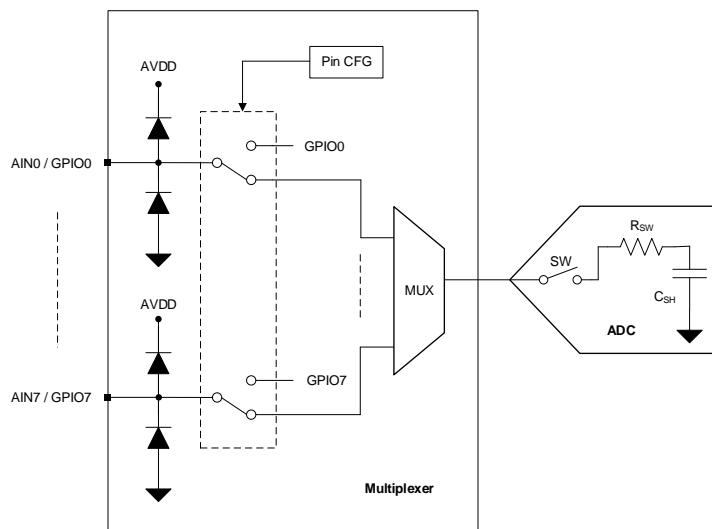 AVDD
Pin CFG
GPIO0
AIN0 / GPIO0
RSW
SW
MUX
CSH
AVDD
ADC
GPIO7
AIN7 / GPIO7
Multiplexer